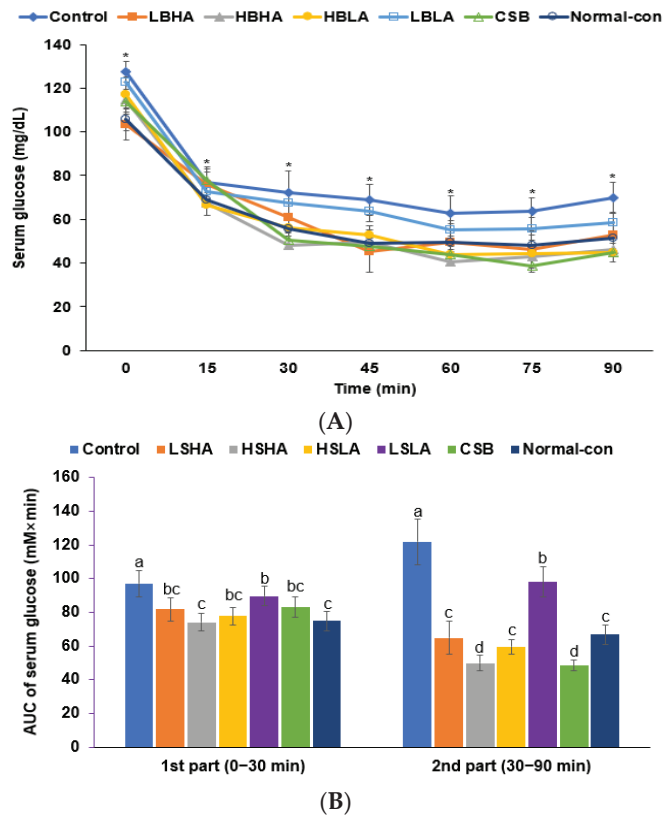 Control LBHA HBHA HBLA LBLA CSB Normal-con
Serum glucose (mg/dL)
140
120
100
80
60
40
20
0
* * * * * * *
0 15 30 45 60 75 90
Time (min)
(A)
Control LSHA HSHA HSLA LSLA CSB Normal-con
AUC of serum glucose (mM×min)
160
140
120
100
80
60
40
20
0
a bc c bc b bc c
a c d c b d c
1st part (0−30 min) 2nd part (30−90 min)
(B)